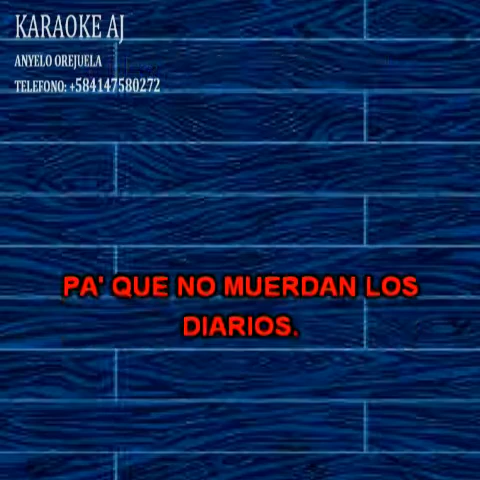 KARAOKE AJ
ANYELO OREJUELA
TELEFONO: +584147580272
PA' QUE NO MUERDAN LOS
DIARIOS.